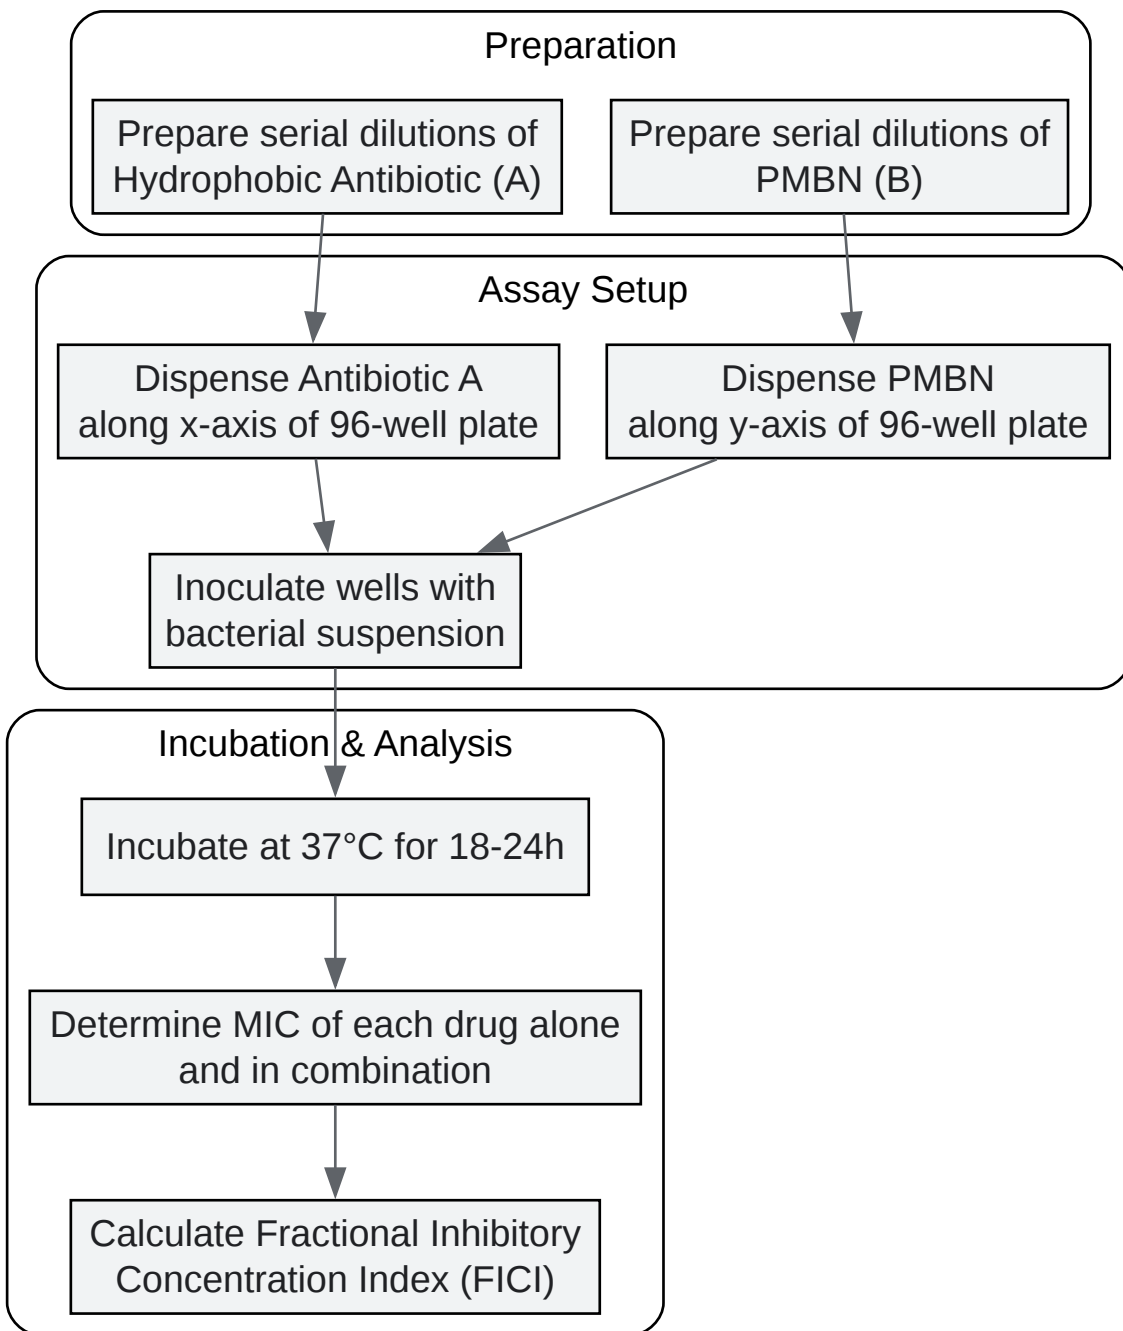 Preparation
Prepare serial dilutions of
Hydrophobic Antibiotic (A)
Prepare serial dilutions of
PMBN (B)
Assay Setup
Dispense Antibiotic A
along x-axis of 96-well plate
Dispense PMBN
along y-axis of 96-well plate
Inoculate wells with
bacterial suspension
Incubation & Analysis
Incubate at 37°C for 18-24h
Determine MIC of each drug alone
and in combination
Calculate Fractional Inhibitory
Concentration Index (FICI)